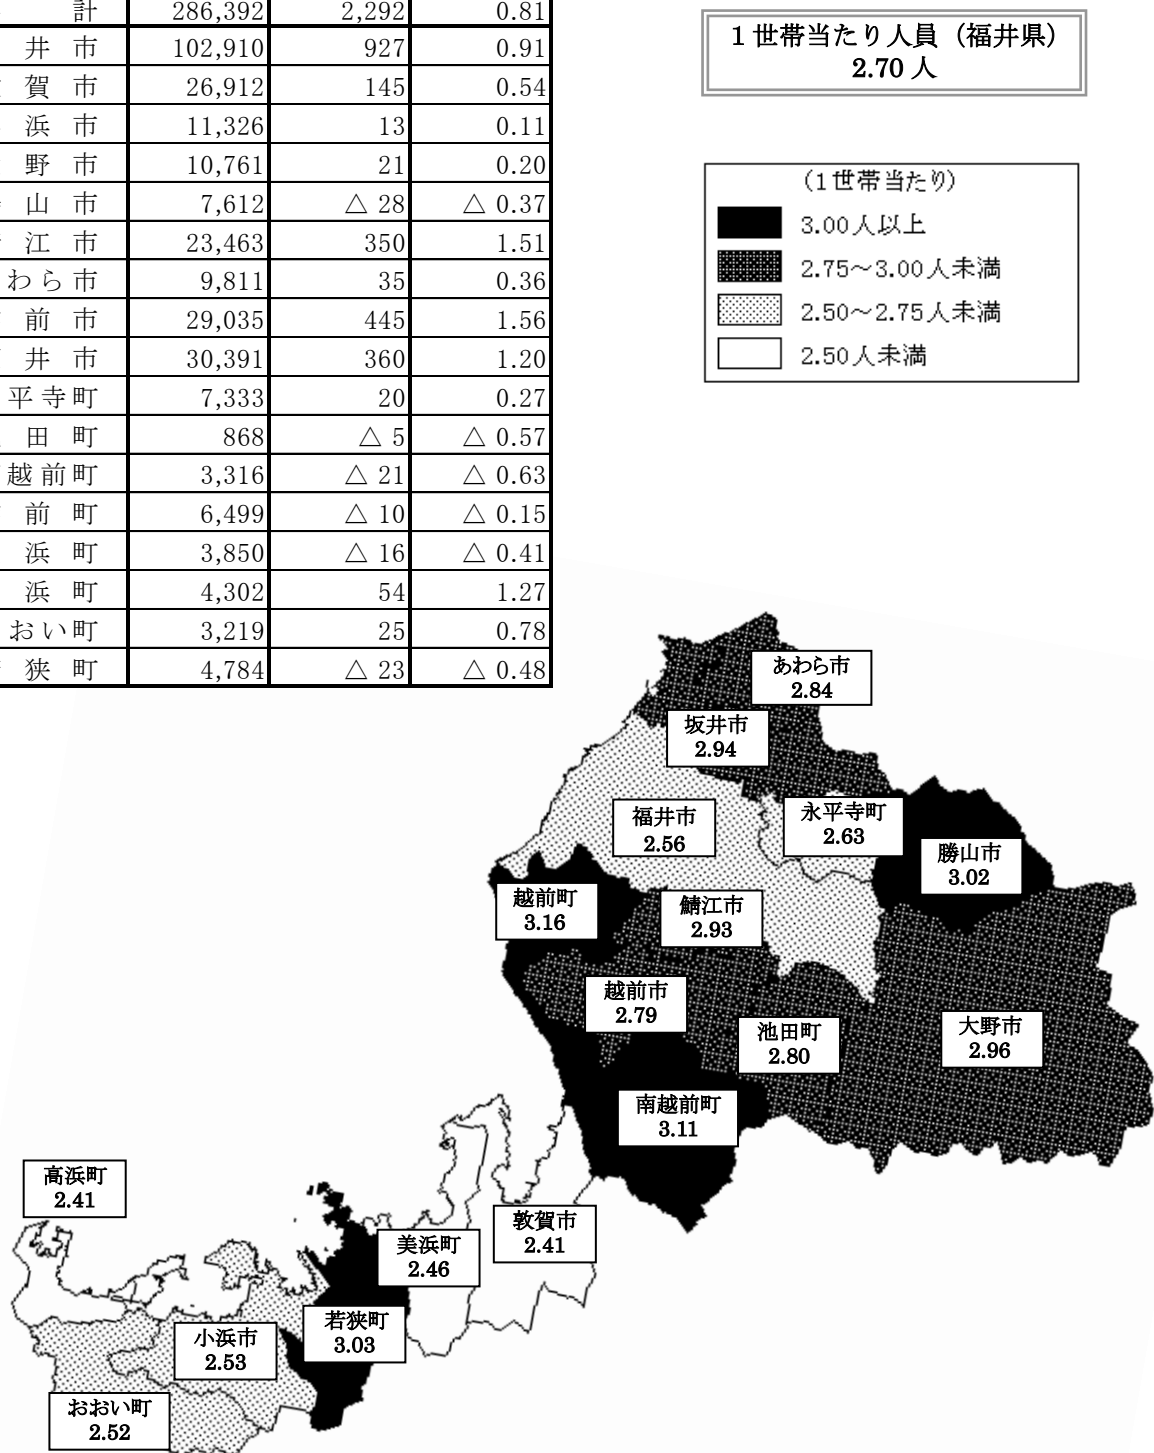 計 286,392 2,292 0.81
井 市 102,910 927 0.91
賀 市 26,912 145 0.54
浜 市 11,326 13 0.11
野 市 10,761 21 0.20
山 市 7,612 △ 28 △ 0.37
江 市 23,463 350 1.51
わら市 9,811 35 0.36
前 市 29,035 445 1.56
井 市 30,391 360 1.20
平寺町 7,333 20 0.27
田 町 868 △ 5 △ 0.57
越前町 3,316 △ 21 △ 0.63
前 町 6,499 △ 10 △ 0.15
浜 町 3,850 △ 16 △ 0.41
浜 町 4,302 54 1.27
おい町 3,219 25 0.78
狭 町 4,784 △ 23 △ 0.48
1世帯当たり人員（福井県）
2.70 人
(1世帯当たり)
3.00人以上
2.75～3.00人未満
2.50～2.75人未満
2.50人未満
あわら市
2.84
坂井市
2.94
福井市
2.56
永平寺町
2.63
勝山市
3.02
越前町
3.16
鯖江市
2.93
越前市
2.79
池田町
2.80
大野市
2.96
南越前町
3.11
高浜町
2.41
敦賀市
2.41
美浜町
2.46
若狭町
3.03
小浜市
2.53
おおい町
2.52